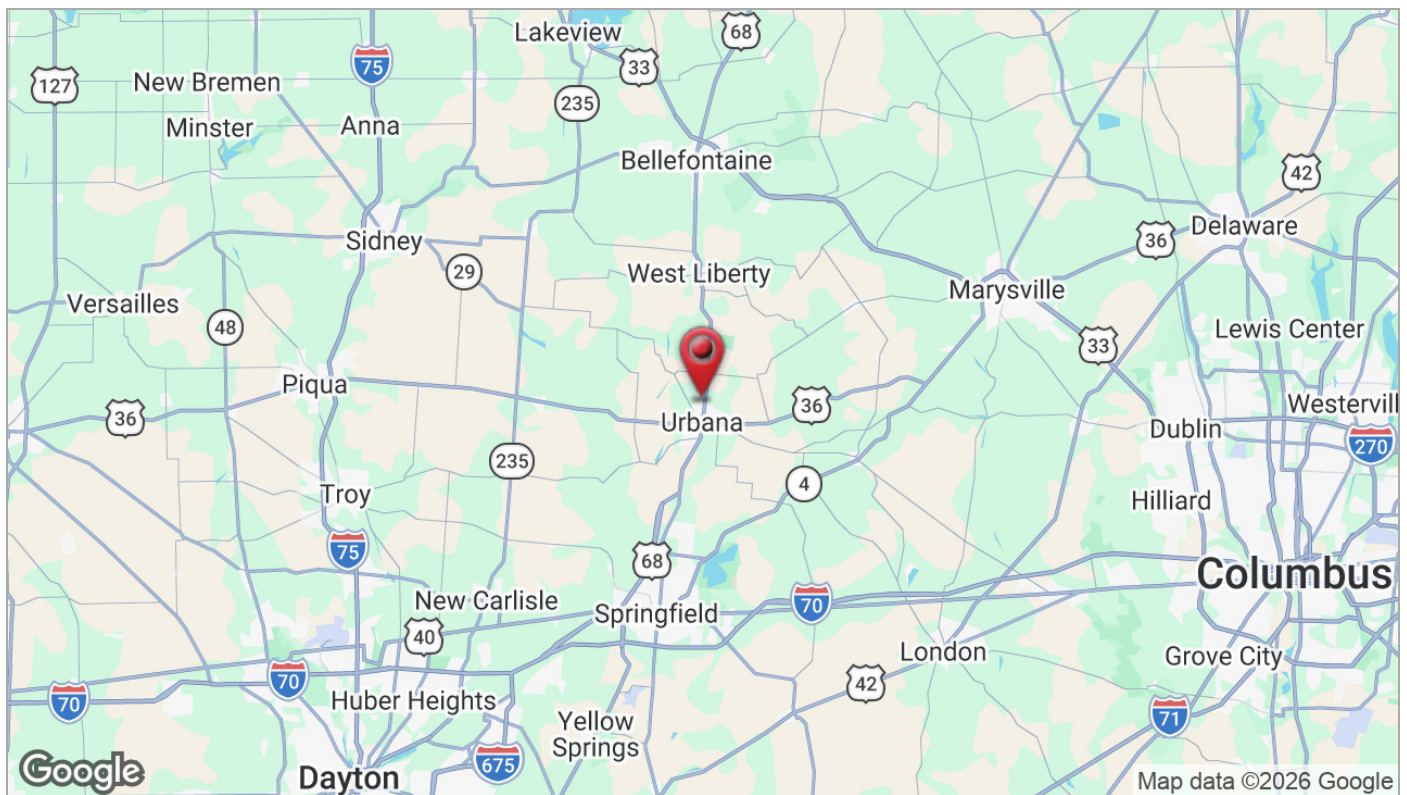 Lakeview
68
33
127
New Bremen
75
235
Minster
Anna
Bellefontaine
42
Delaware
36
Sidney
29
West Liberty
Marysville
Versailles
48
33
Lewis Center
Piqua
36
36
Urbana
Westervill
Dublin
270
235
4
Troy
Hilliard
75
68
Columbus
New Carlisle
70
Springfield
40
London
Grove City
70
42
70
Huber Heights
71
Yellow
Springs
675
Google
Dayton
Map data ©2026 Google